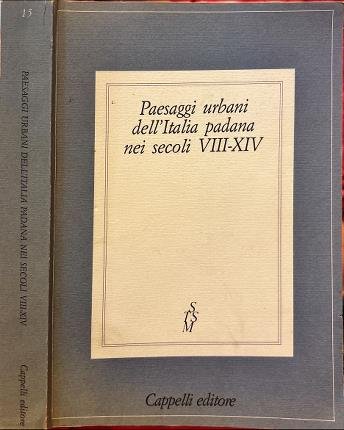 15
PAESAGGI URBANI DELL'ITALIA PADANA NEI SECOLI VIII-XIV
Cappelli editore
Paesaggi urbani
dell'Italia padana
nei secoli VIII-XIV
S
TSS
M
Cappelli editore